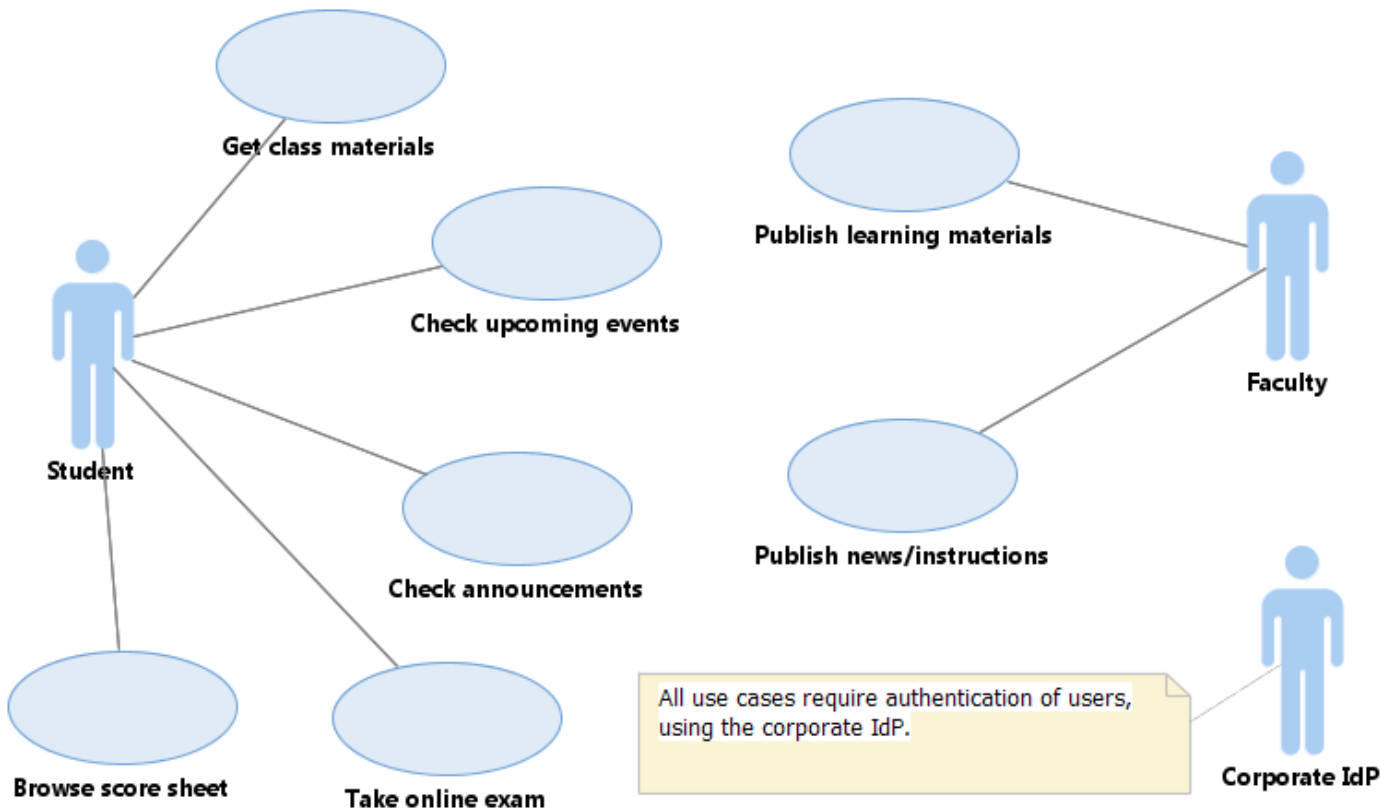 Get class materials
Publish learning materials
Check upcoming events
Faculty
Student
Publish news/instructions
Check announcements
All use cases require authentication of users,
using the corporate IdP.
Corporate IdP
Browse score sheet
Take online exam